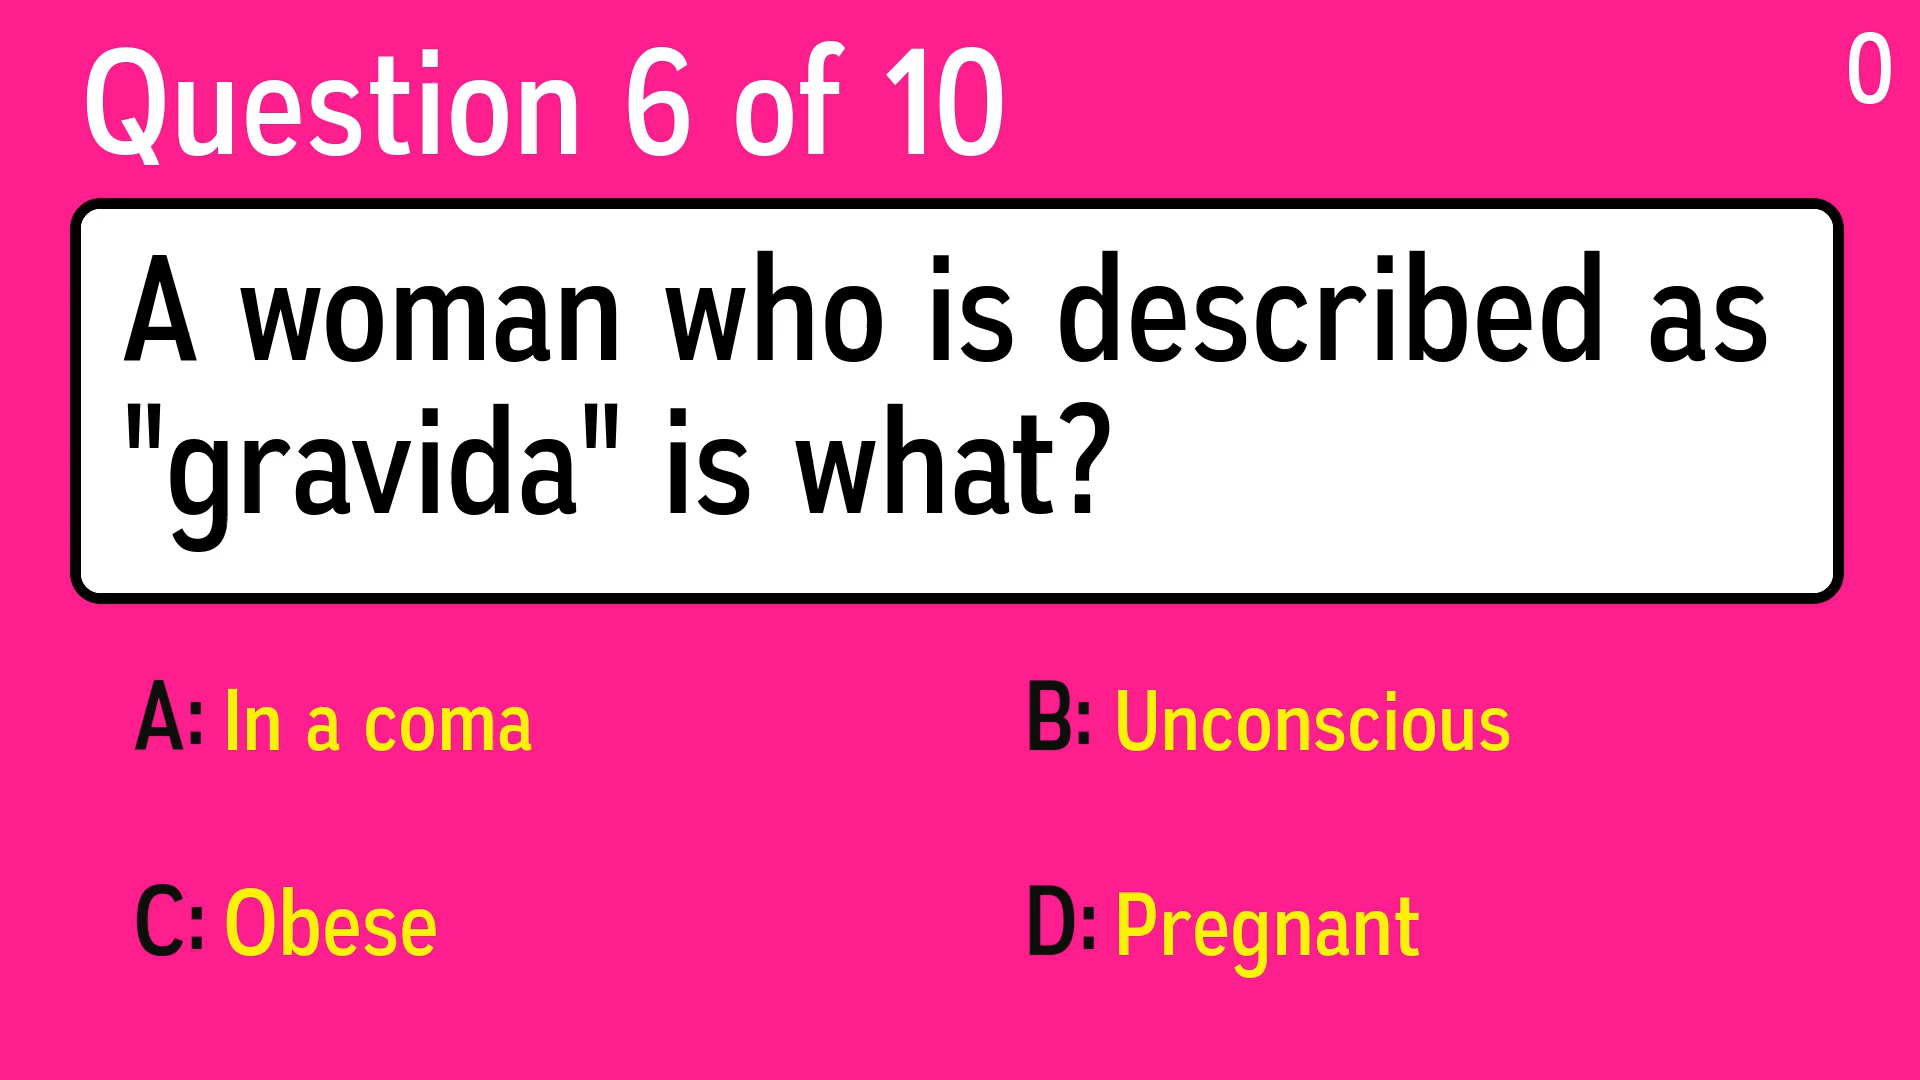 Question 6 of 10
0
A woman who is described as
"gravida" is what?
A: In a coma
B: Unconscious
C: Obese
D: Pregnant